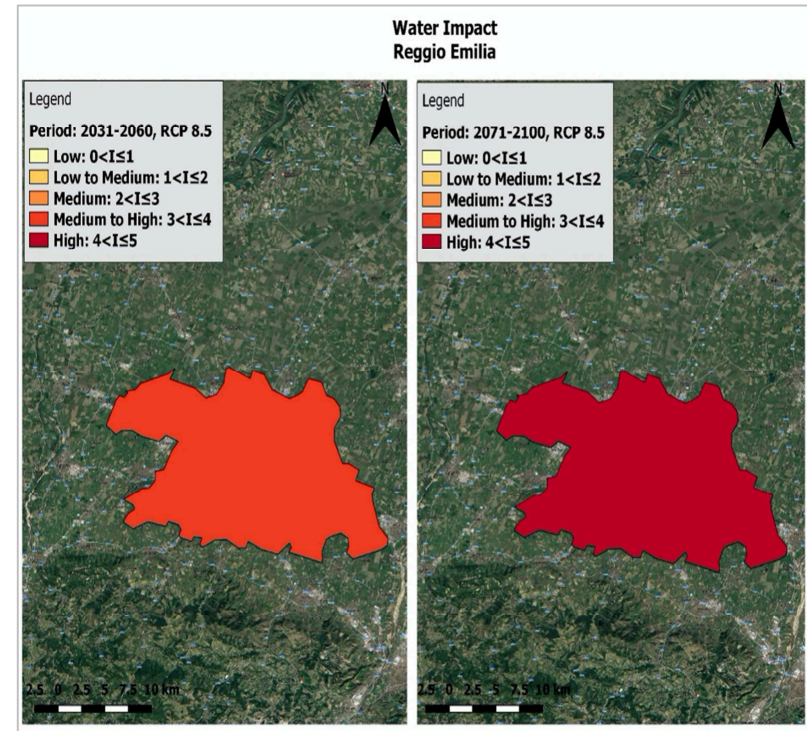 Water Impact
Reggio Emilia
Legend
Period: 2031-2060, RCP 8.5
Low: 0<I≤1
Low to Medium: 1<I≤2
Medium: 2<I≤3
Medium to High: 3<I≤4
High: 4<I≤5
N
2.5 0 2.5 5 7.5 10 km
Legend
Period: 2071-2100, RCP 8.5
Low: 0<I≤1
Low to Medium: 1<I≤2
Medium: 2<I≤3
Medium to High: 3<I≤4
High: 4<I≤5
N
2.5 0 2.5 5 7.5 10 km